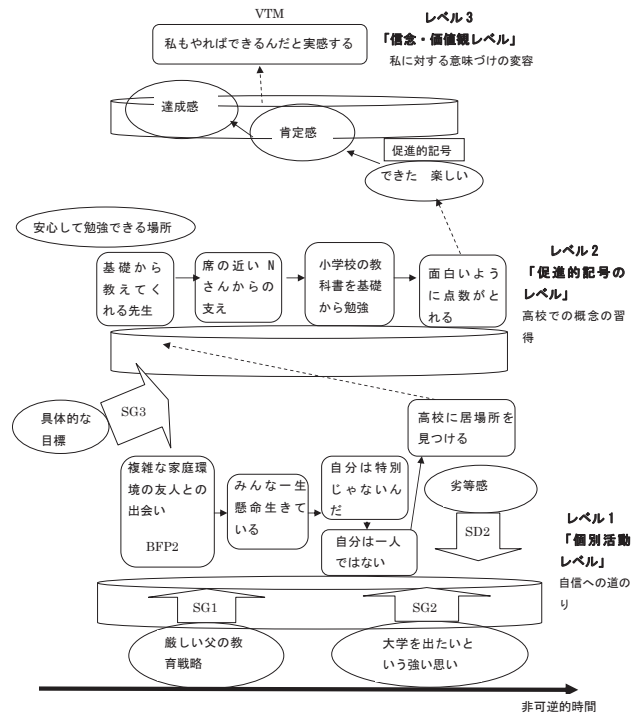 VTM
レベル 3
「信念・価値観レベル」
私に対する意味づけの変容
私もやればできるんだと実感する
達成感
肯定感
促進的記号
できた 楽しい
安心して勉強できる場所
基礎から
教えてく
れる先生
席の近い N
さんからの
支え
小学校の教
科書を基礎
から勉強
面白いよう
に点数がと
れる
レベル 2
「促進的記号の
レベル」
高校での概念の習
得
SG3
具体的な
目標
高校に居場所を
見つける
複雑な家庭環
境の友人との
出会い
BFP2
みんな一生
懸命生きて
いる
自分は特別
じゃないん
だ
自分は一人
ではない
劣等感
SD2
レベル 1
「個別活動
レベル」
自信への道の
り
SG1
SG2
厳しい父の教
育戦略
大学を出たいと
いう強い思い
非可逆的時間